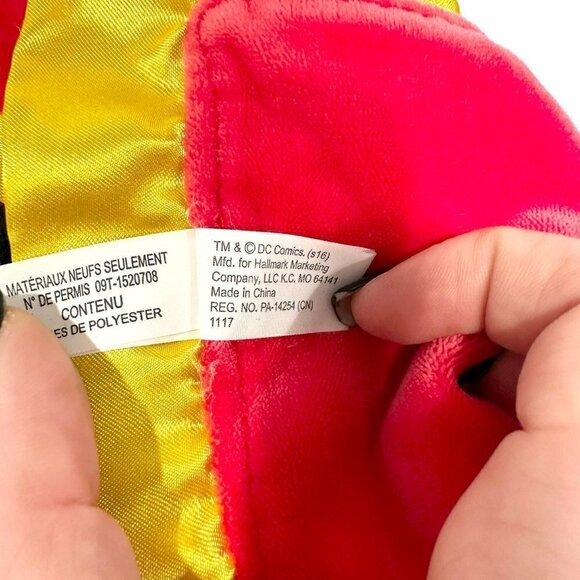 MATÉRIAUX NEUFS SEULEMENT
N° DE PERMIS 09T-1520708
CONTENU
ES DE POLYESTER
TM & © DC Comics. (s16)
Mfd. for Hallmark Marketing
Company, LLC K.C. MO 64141
Made in China
REG. NO. PA-14254 (CN)
1117